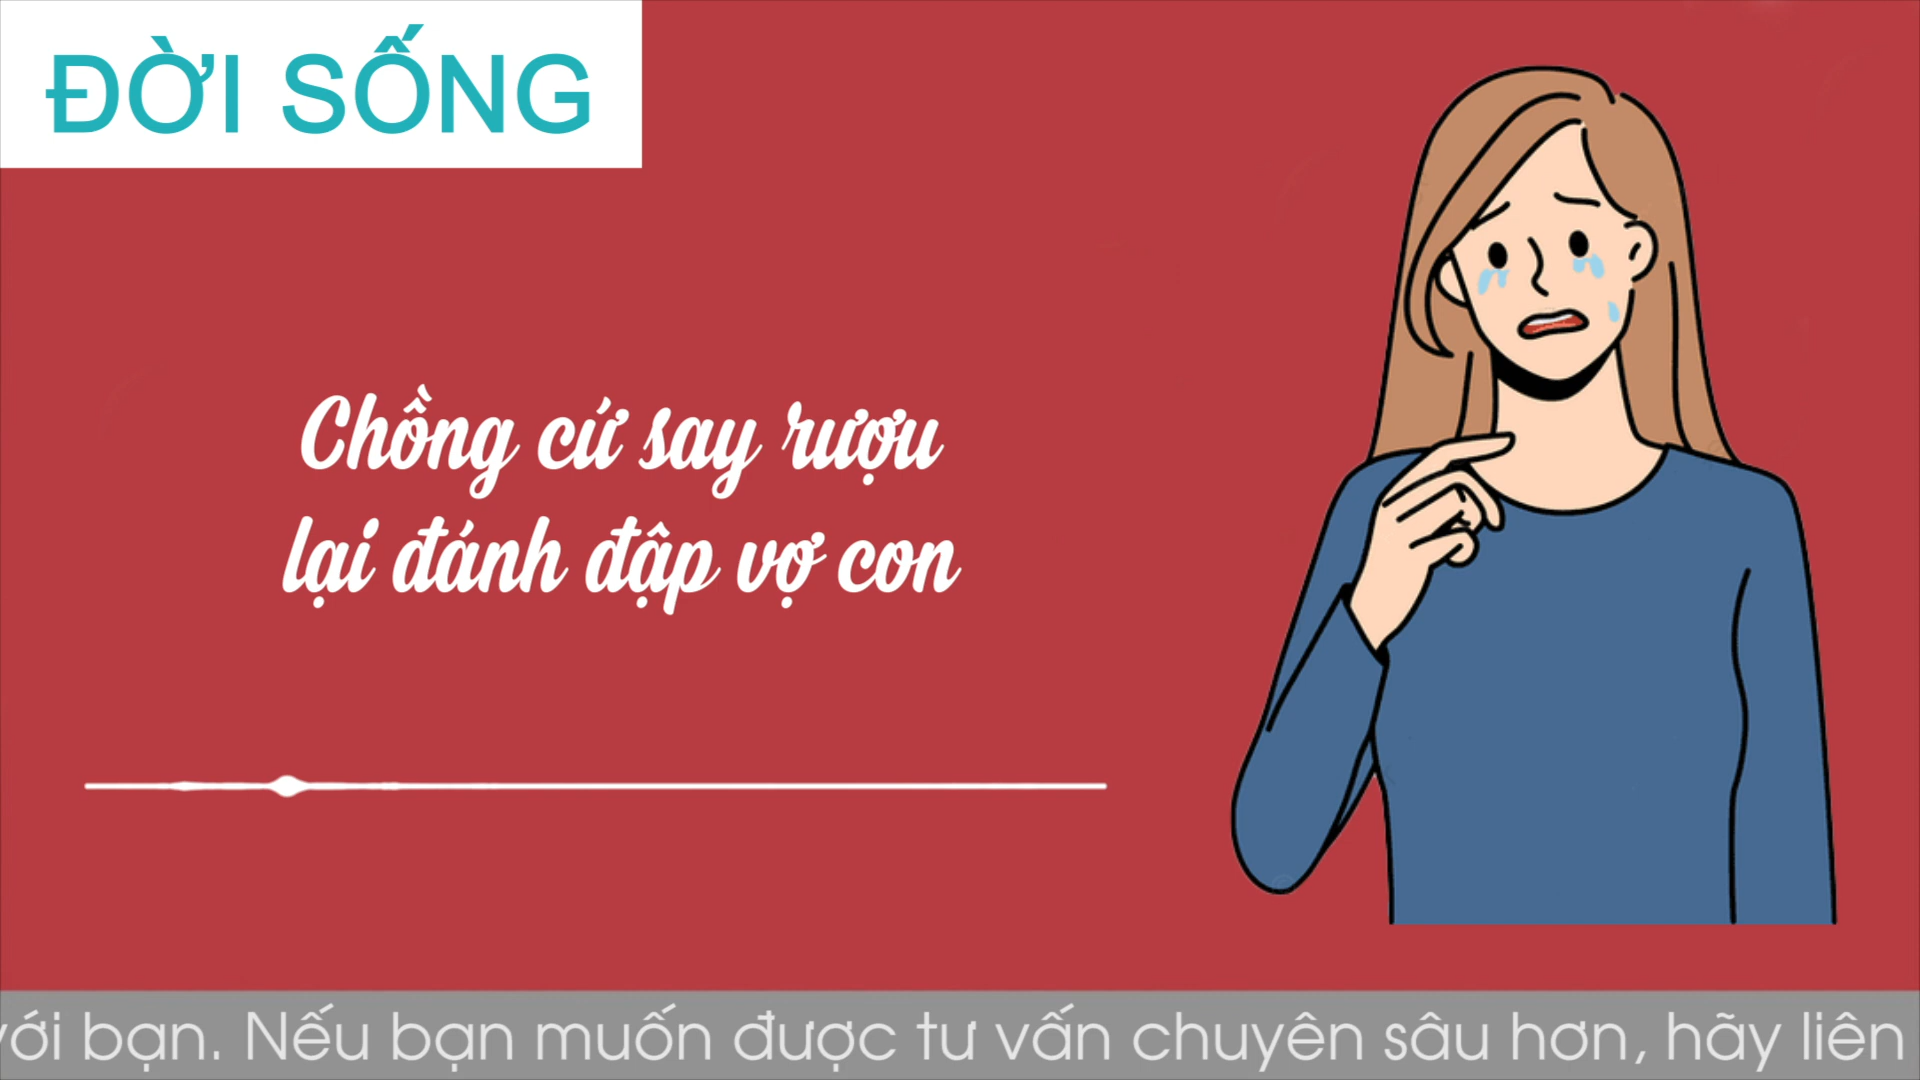 ĐỜI SỐNG
Chồng cứ say rượu
lại đánh đập vợ con
với bạn. Nếu bạn muốn được tư vấn chuyên sâu hơn, hãy liên